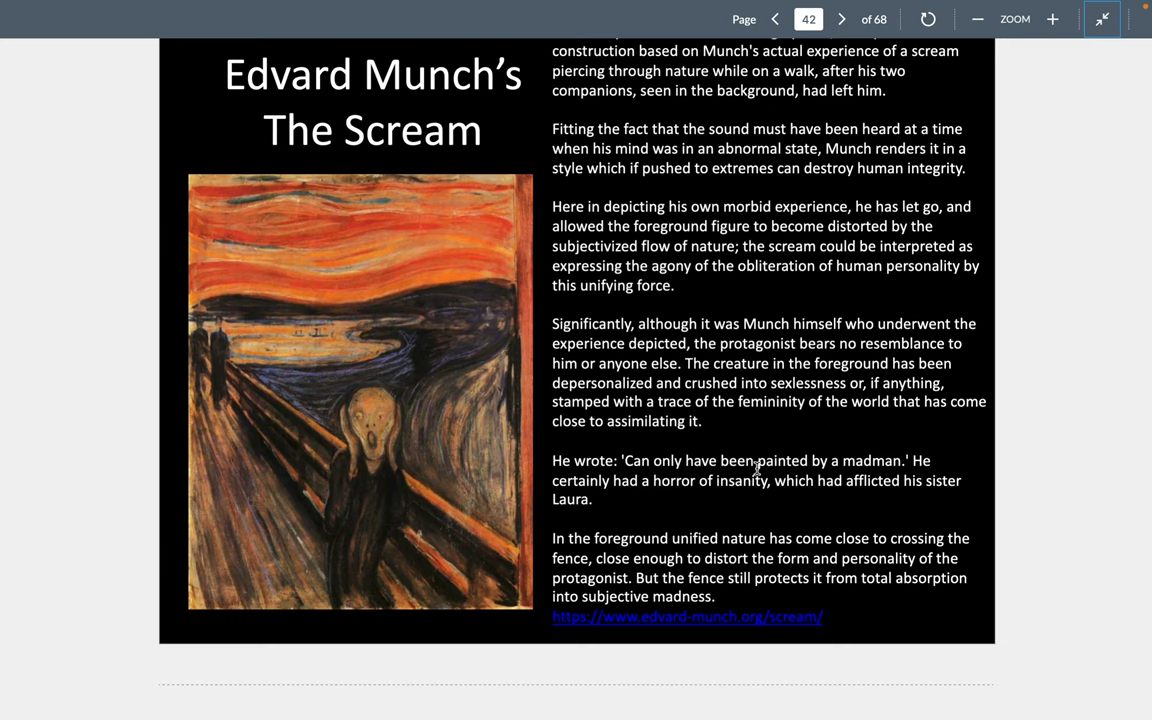 Page 42 of 68 ZOOM
Edvard Munch’s
The Scream
construction based on Munch's actual experience of a scream
piercing through nature while on a walk, after his two
companions, seen in the background, had left him.
Fitting the fact that the sound must have been heard at a time
when his mind was in an abnormal state, Munch renders it in a
style which if pushed to extremes can destroy human integrity.
Here in depicting his own morbid experience, he has let go, and
allowed the foreground figure to become distorted by the
subjectivized flow of nature; the scream could be interpreted as
expressing the agony of the obliteration of human personality by
this unifying force.
Significantly, although it was Munch himself who underwent the
experience depicted, the protagonist bears no resemblance to
him or anyone else. The creature in the foreground has been
depersonalized and crushed into sexlessness or, if anything,
stamped with a trace of the femininity of the world that has come
close to assimilating it.
He wrote: 'Can only have been painted by a madman.' He
certainly had a horror of insanity, which had afflicted his sister
Laura.
In the foreground unified nature has come close to crossing the
fence, close enough to distort the form and personality of the
protagonist. But the fence still protects it from total absorption
into subjective madness.
https://www.edvard-munch.org/scream/